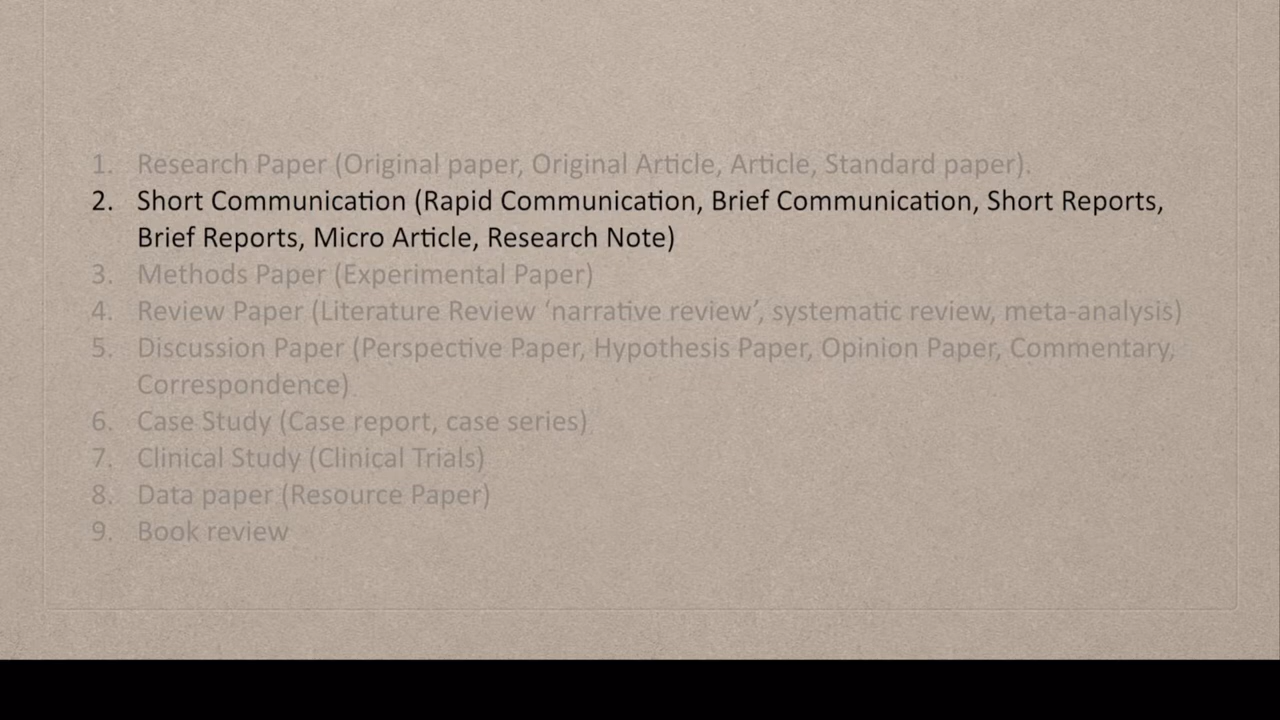 1. Research Paper (Original paper, Original Article, Article, Standard paper).
2. Short Communication (Rapid Communication, Brief Communication, Short Reports,
Brief Reports, Micro Article, Research Note)
3. Methods Paper (Experimental Paper)
4. Review Paper (Literature Review ‘narrative review’, systematic review, meta-analysis)
5. Discussion Paper (Perspective Paper, Hypothesis Paper, Opinion Paper, Commentary,
Correspondence)
6. Case Study (Case report, case series)
7. Clinical Study (Clinical Trials)
8. Data paper (Resource Paper)
9. Book review